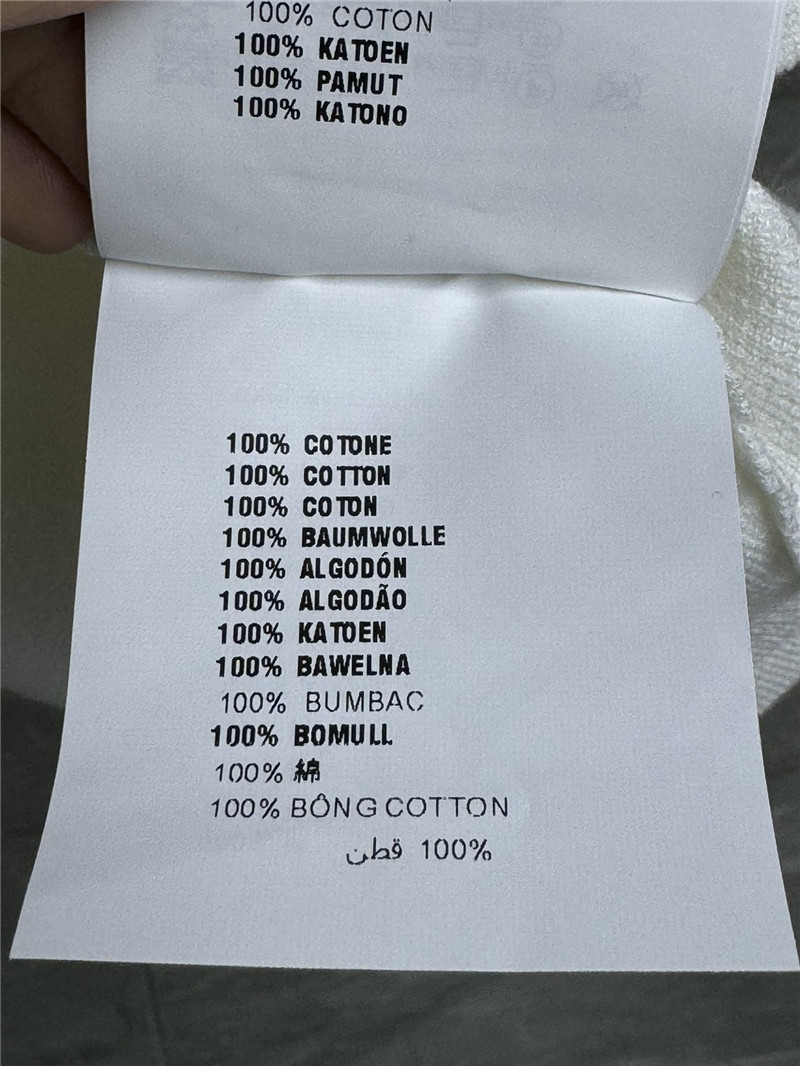 100% COTON
100% KATOEN
100% PAMUT
100% KATONO
100% COTONE
100% COTTON
100% COTON
100% BAUMWOLLE
100% ALGODÓN
100% ALGODÃO
100% KATOEN
100% BAWELNA
100% BUMBAC
100% BOMULL
100% 綿
100% BÔNG COTTON
100% قطن